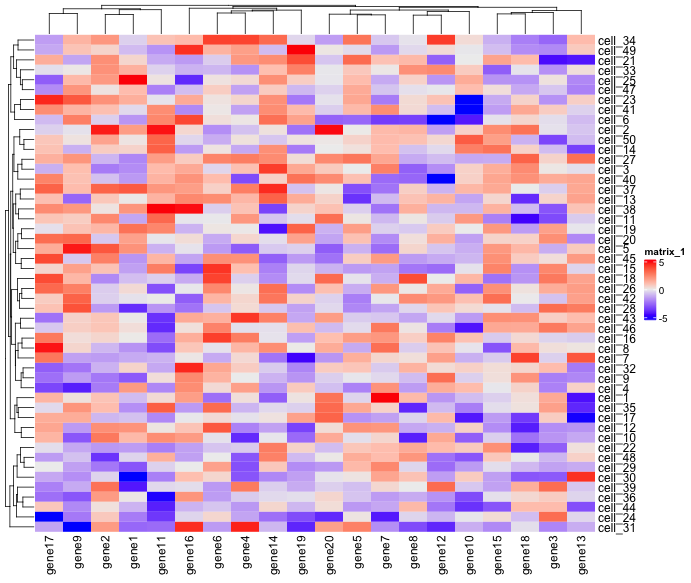 cell_34
cell_49
cell_21
cell_33
cell_25
cell_47
cell_23
cell_41
cell_6
cell_2
cell_50
cell_14
cell_27
cell_3
cell_40
cell_37
cell_13
cell_38
cell_11
cell_19
cell_20
cell_5
cell_45
cell_15
cell_18
cell_26
cell_42
cell_28
cell_43
cell_46
cell_16
cell_8
cell_7
cell_32
cell_9
cell_4
cell_1
cell_35
cell_17
cell_12
cell_10
cell_22
cell_48
cell_29
cell_30
cell_39
cell_36
cell_44
cell_24
cell_31
gene17
gene9
gene2
gene1
gene11
gene16
gene6
gene4
gene14
gene19
gene20
gene5
gene7
gene8
gene12
gene10
gene15
gene18
gene3
gene13
matrix_1
5
0
-5